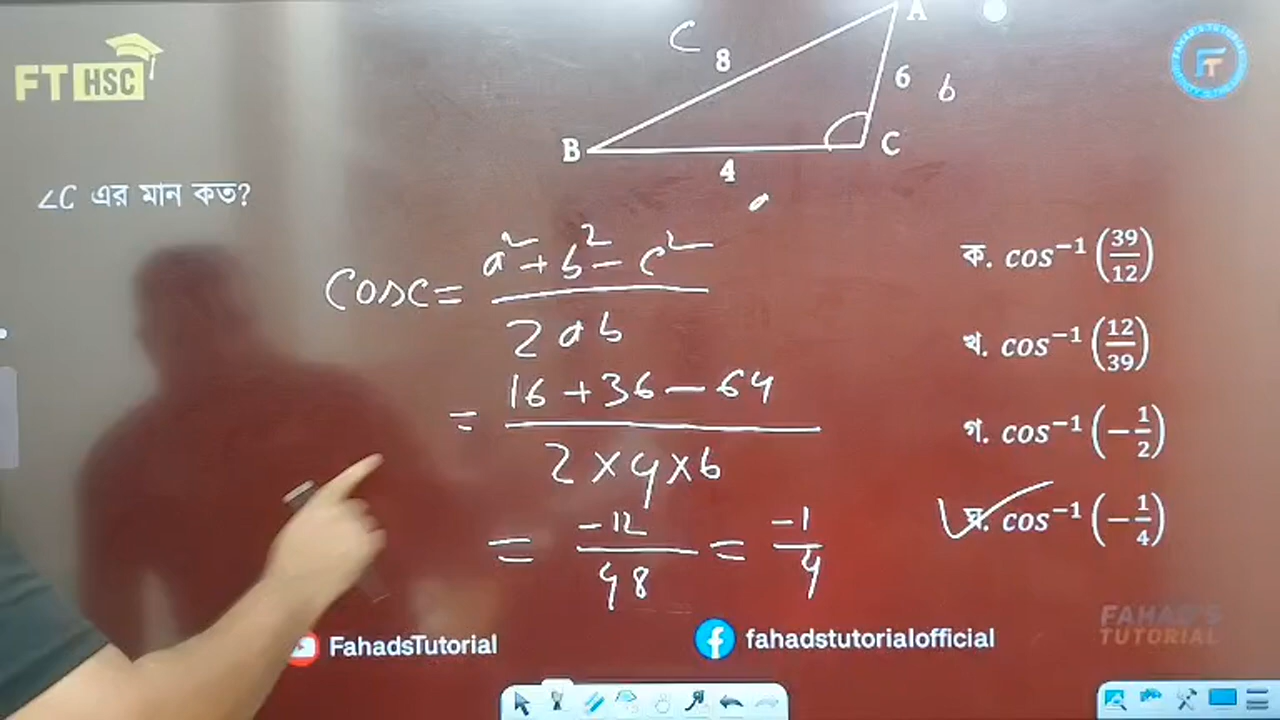 FT HSC
FAHAD'S TUTORIAL
A
C
8
6
b
B
C
4
a
∠C এর মান কত?
cosc = (a² + b² - c²) / 2ab
= (16 + 36 - 64) / (2 × 4 × 6)
= -12/48 = -1/4
ক. cos⁻¹ (39/12)
খ. cos⁻¹ (12/39)
গ. cos⁻¹ (-1/2)
ঘ. cos⁻¹ (-1/4)
FAHAD'S
TUTORIAL
FahadsTutorial
fahadstutorialofficial